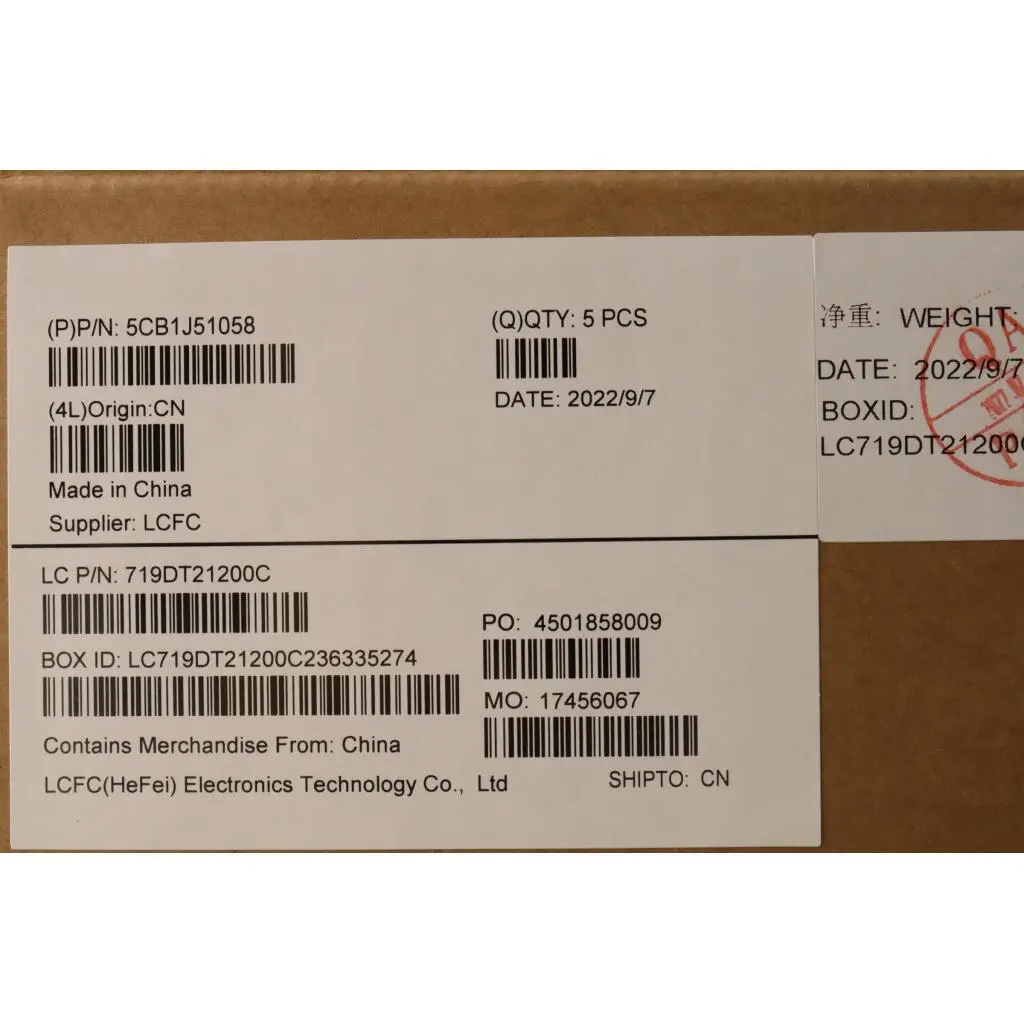 (P)P/N: 5CB1J51058
(4L)Origin:CN
Made in China
Supplier: LCFC
(Q)QTY: 5 PCS
DATE: 2022/9/7
LC P/N: 719DT21200C
BOX ID: LC719DT21200C236335274
Contains Merchandise From: China
LCFC(HeFei) Electronics Technology Co., Ltd
PO: 4501858009
MO: 17456067
SHIPTO: CN
净重: WEIGHT:
DATE: 2022/9/7
BOXID:
LC719DT21200
QA